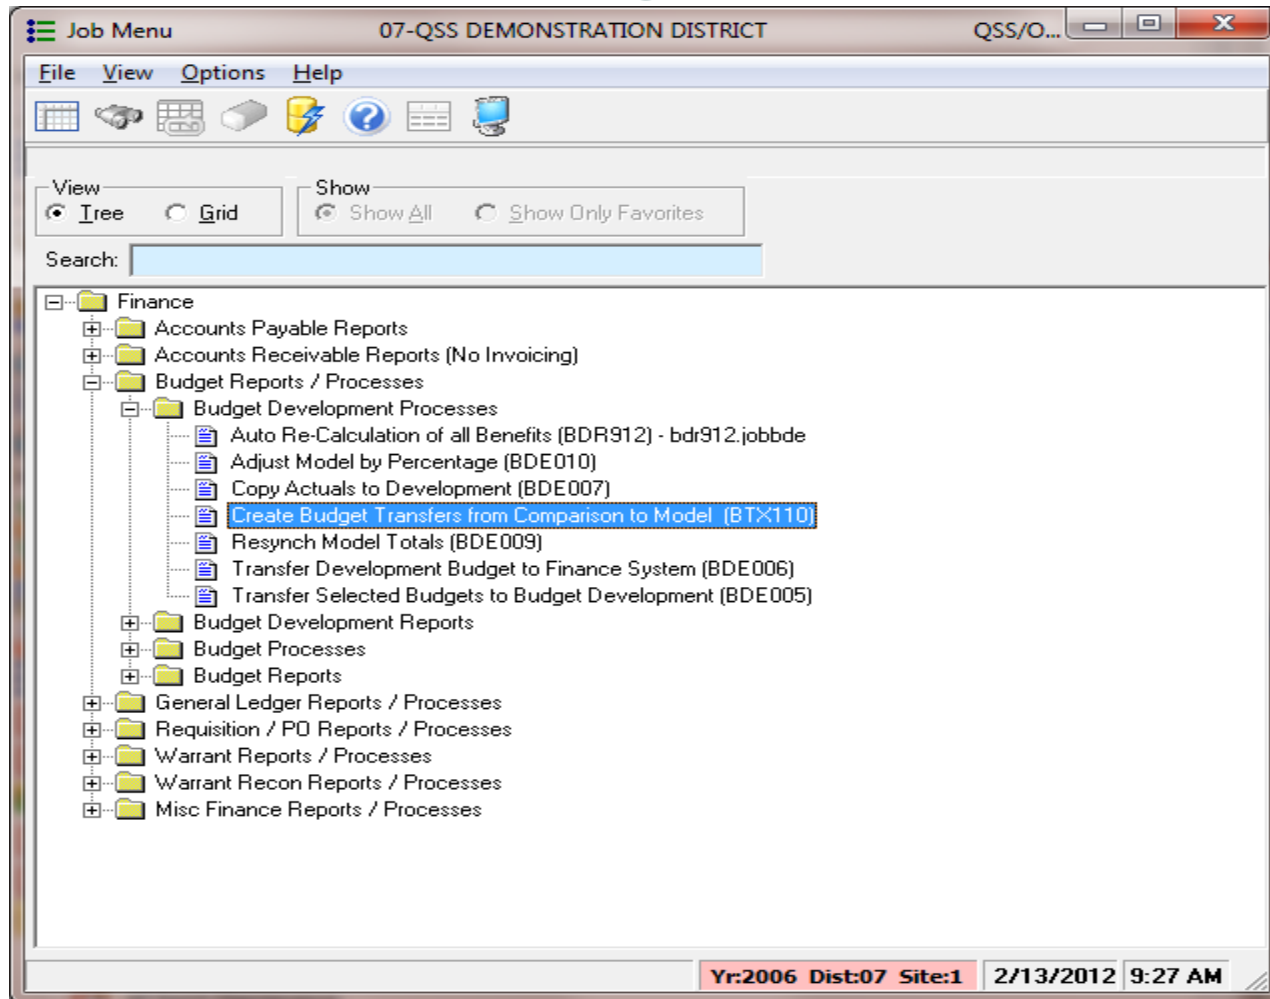 Job Menu 07-QSS DEMONSTRATION DISTRICT QSS/O...
File View Options Help
View Show
Tree Grid Show All Show Only Favorites
Search:
Finance
Accounts Payable Reports
Accounts Receivable Reports (No Invoicing)
Budget Reports / Processes
Budget Development Processes
Auto Re-Calculation of all Benefits (BDR912) - bdr912.jobbde
Adjust Model by Percentage (BDE010)
Copy Actuals to Development (BDE007)
Create Budget Transfers from Comparison to Model (BTX110)
Resynch Model Totals (BDE009)
Transfer Development Budget to Finance System (BDE006)
Transfer Selected Budgets to Budget Development (BDE005)
Budget Development Reports
Budget Processes
Budget Reports
General Ledger Reports / Processes
Requisition / PO Reports / Processes
Warrant Reports / Processes
Warrant Recon Reports / Processes
Misc Finance Reports / Processes
Yr:2006 Dist:07 Site:1 2/13/2012 9:27 AM